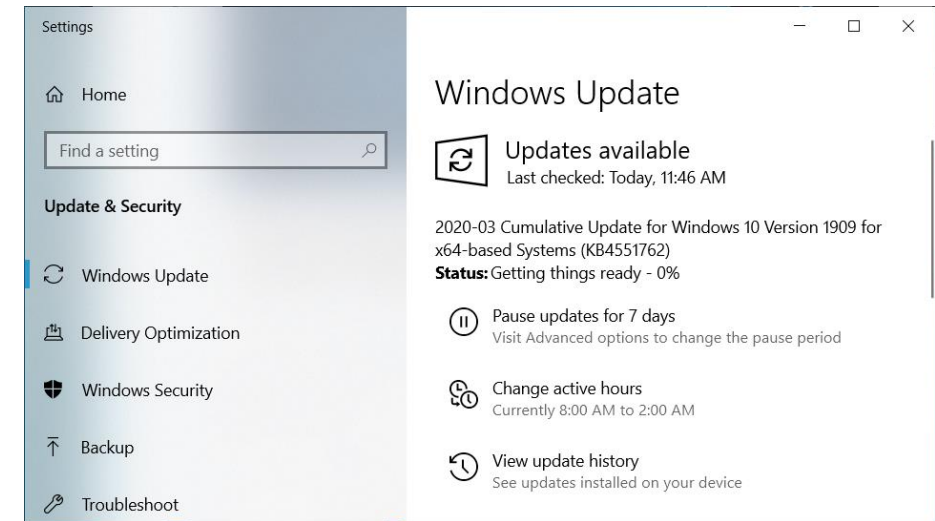 Settings
Home
Find a setting
Update & Security
Windows Update
Delivery Optimization
Windows Security
Backup
Troubleshoot
Windows Update
Updates available
Last checked: Today, 11:46 AM
2020-03 Cumulative Update for Windows 10 Version 1909 for
x64-based Systems (KB4551762)
Status: Getting things ready - 0%
Pause updates for 7 days
Visit Advanced options to change the pause period
Change active hours
Currently 8:00 AM to 2:00 AM
View update history
See updates installed on your device